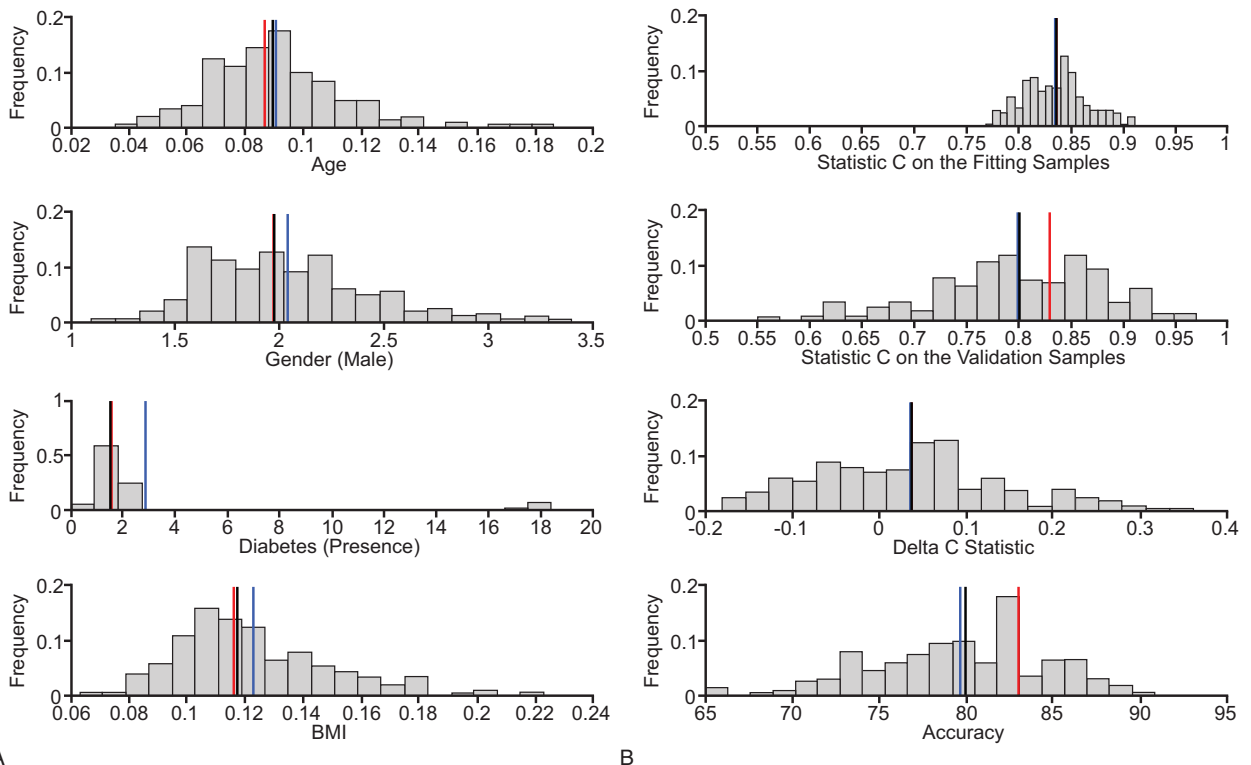 Frequency
0.2
0.1
0
0.02 0.04 0.06 0.08 0.10 0.12 0.14 0.16 0.18 0.2
Age
Frequency
0.2
0.1
0
1 1.5 2 2.5 3 3.5
Gender (Male)
Frequency
1
0.5
0
0 2 4 6 8 10 12 14 16 18 20
Diabetes (Presence)
Frequency
0.2
0.1
0
0.06 0.08 0.1 0.12 0.14 0.16 0.18 0.2 0.22 0.24
BMI
Frequency
0.2
0.1
0
0.5 0.55 0.6 0.65 0.7 0.75 0.8 0.85 0.9 0.95 1
Statistic C on the Fitting Samples
Frequency
0.2
0.1
0
0.5 0.55 0.6 0.65 0.7 0.75 0.8 0.85 0.9 0.95 1
Statistic C on the Validation Samples
Frequency
0.2
0.1
0
-0.2 -0.1 0 0.1 0.2 0.3 0.4
Delta C Statistic
Frequency
0.2
0.1
0
65 70 75 80 85 90 95
Accuracy
B